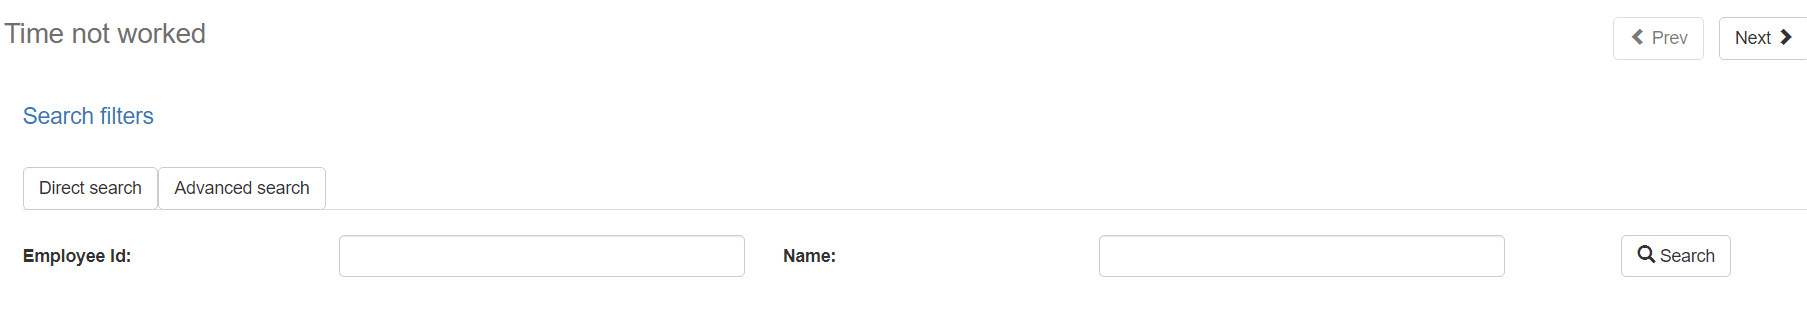 Time not worked
Prev
Next
Search filters
Direct search
Advanced search
Employee Id:
Name:
Search